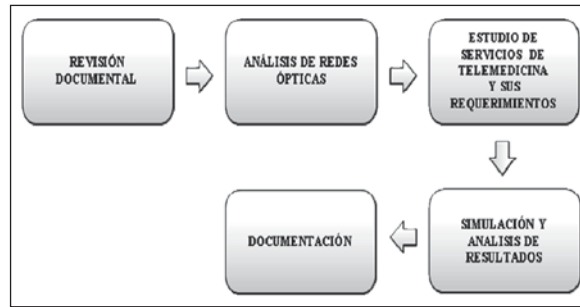 REVISIÓN
DOCUMENTAL
ANÁLISIS DE REDES
ÓPTICAS
ESTUDIO DE
SERVICIOS DE
TELEMEDICINA
Y SUS
REQUERIMIENTOS
SIMULACIÓN Y
ANALISIS DE
RESULTADOS
DOCUMENTACIÓN